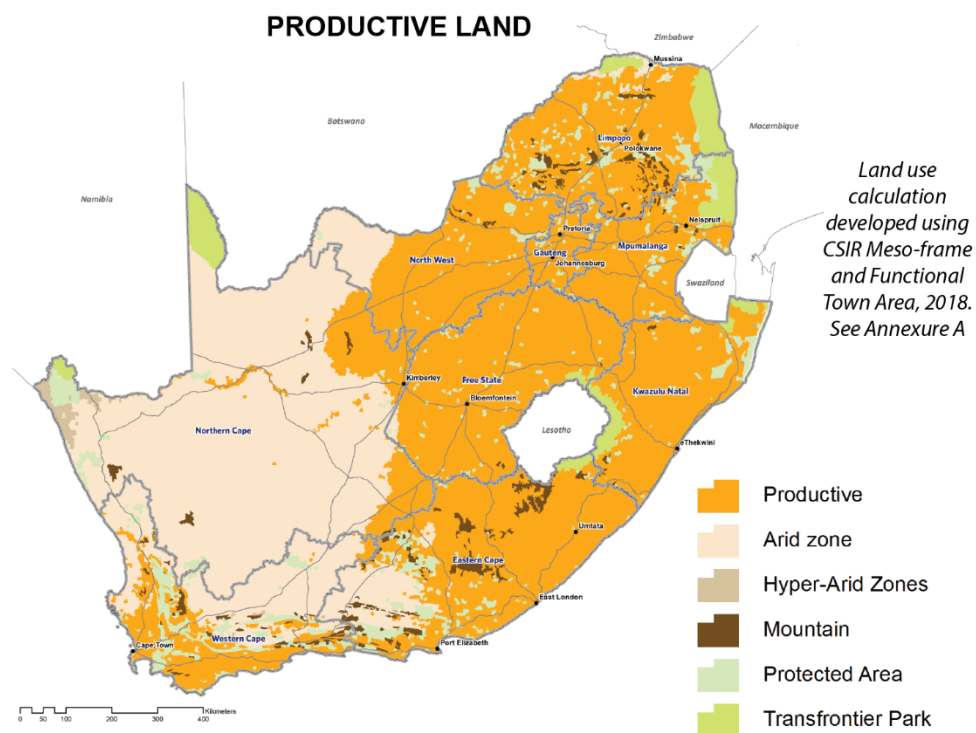 PRODUCTIVE LAND
Zimbabwe
Mussina
Botswana
Mocambique
Limpopo
Polokwane
Namibia
Land use
calculation
developed using
CSIR Meso-frame
and Functional
Town Area, 2018.
See Annexure A
Nelspruit
Pretoria
Mpumalanga
North West
Gauteng
Johannesburg
Swaziland
Kimberley
Free State
Kwazulu Natal
Bloemfontein
Lesotho
Northern Cape
eThekwini
Productive
Umtata
Arid zone
Eastern Cape
Hyper-Arid Zones
East London
Mountain
Western Cape
Cape Town
Port Elizabeth
Protected Area
Kilometers
0 50 100 200 300 400
Transfrontier Park